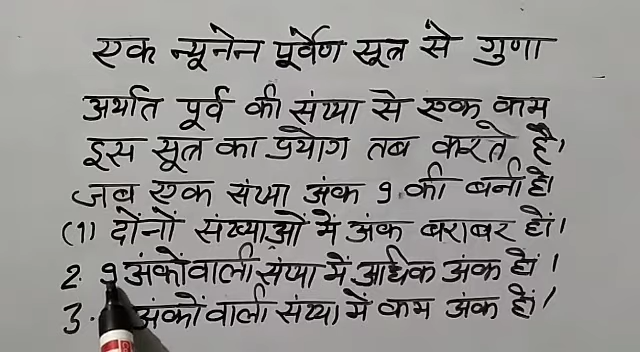 एक न्यूनेन पूर्वेण सूत्र से गुणा
अर्थात पूर्व की संख्या से एक कम
इस सूत्र का प्रयोग तब करते है।
जब एक संख्या अंक 9 की बनी हो।
(1) दोनों संख्याओं में अंक बराबर हों।
2. 9 अंकोवाली संख्या में अधिक अंक हों।
3. अंकों वाली संख्या में कम अंक हों।